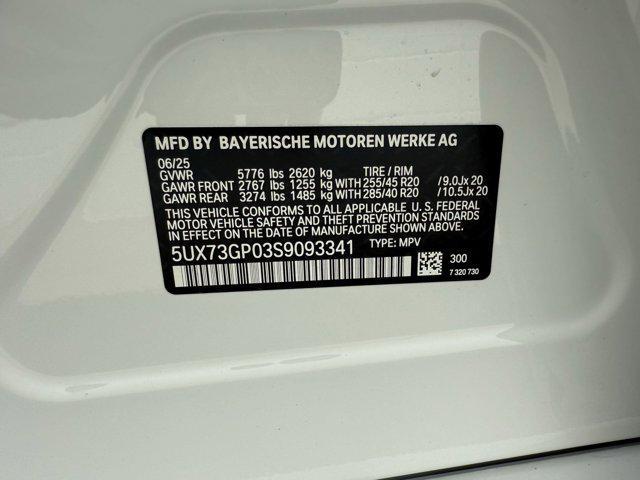 MFD BY BAYERISCHE MOTOREN WERKE AG
06/25
GVWR 5776 lbs 2620 kg TIRE / RIM
GAWR FRONT 2767 lbs 1255 kg WITH 255/45 R20 /9.0Jx 20
GAWR REAR 3274 lbs 1485 kg WITH 285/40 R20 /10.5Jx 20
THIS VEHICLE CONFORMS TO ALL APPLICABLE U. S. FEDERAL
MOTOR VEHICLE SAFETY AND THEFT PREVENTION STANDARDS
IN EFFECT ON THE DATE OF MANUFACTURE SHOWN ABOVE.
5UX73GP03S9093341 TYPE: MPV
300
7 320 730